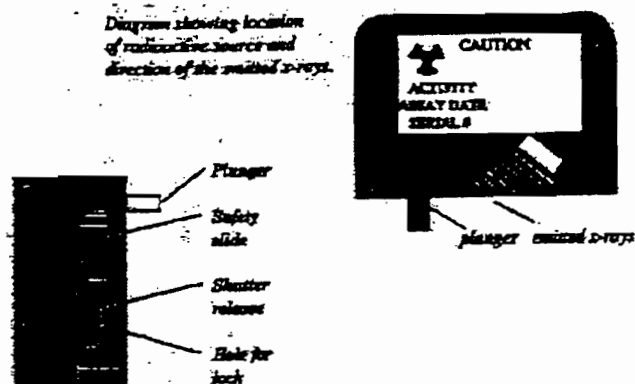 Diagram showing location
of radioactive source and
direction of the emitted x-rays.
CAUTION
ACTIVITY
ASSAY DATE
SERIAL #
plunger emitted x-rays
Plunger
Safety
slide
Shutter
release
Hole for
lock